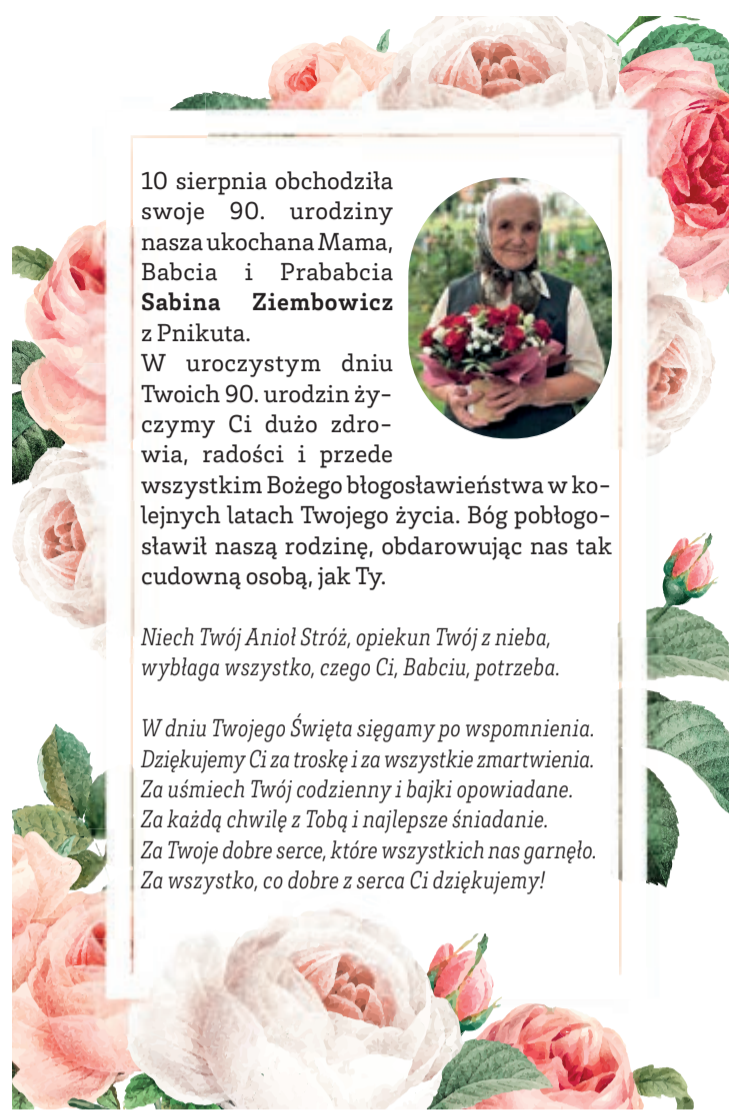 10 sierpnia obchodziła
swoje 90. urodziny
nasza ukochana Mama,
Babcia i Prababcia
Sabina Ziembowicz
z Pnikuta.
W uroczystym dniu
Twoich 90. urodzin ży-
czymy Ci dużo zdro-
wia, radości i przede
wszystkim Bożego błogosławieństwa w ko-
lejnych latach Twojego życia. Bóg pobłogo-
sławił naszą rodzinę, obdarowując nas tak
cudowną osobą, jak Ty.
Niech Twój Anioł Stróż, opiekun Twój z nieba,
wybłaga wszystko, czego Ci, Babciu, potrzeba.
W dniu Twojego Święta sięgamy po wspomnienia.
Dziękujemy Ci za troskę i za wszystkie zmartwienia.
Za uśmiech Twój codzienny i bajki opowiadane.
Za każdą chwilę z Tobą i najlepsze śniadanie.
Za Twoje dobre serce, które wszystkich nas garnęło.
Za wszystko, co dobre z serca Ci dziękujemy!